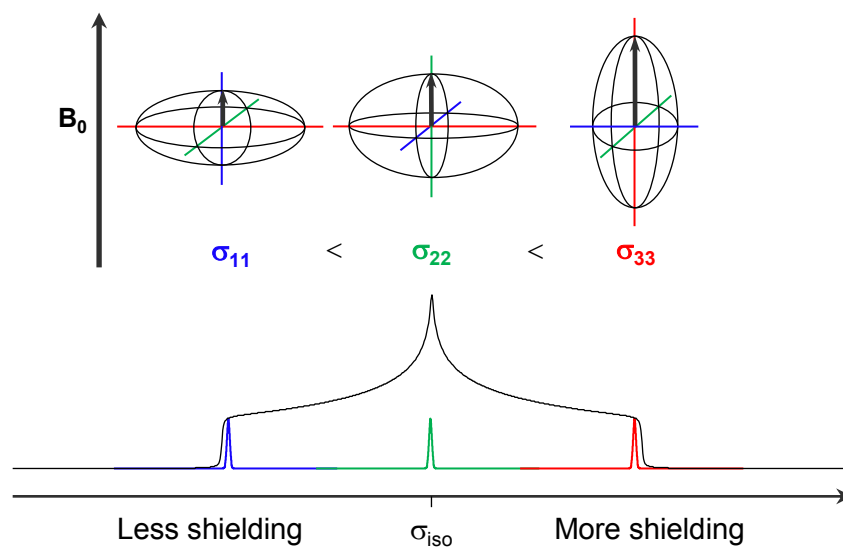 B₀
σ₁₁ < σ₂₂ < σ₃₃
Less shielding σᵢₛₒ More shielding